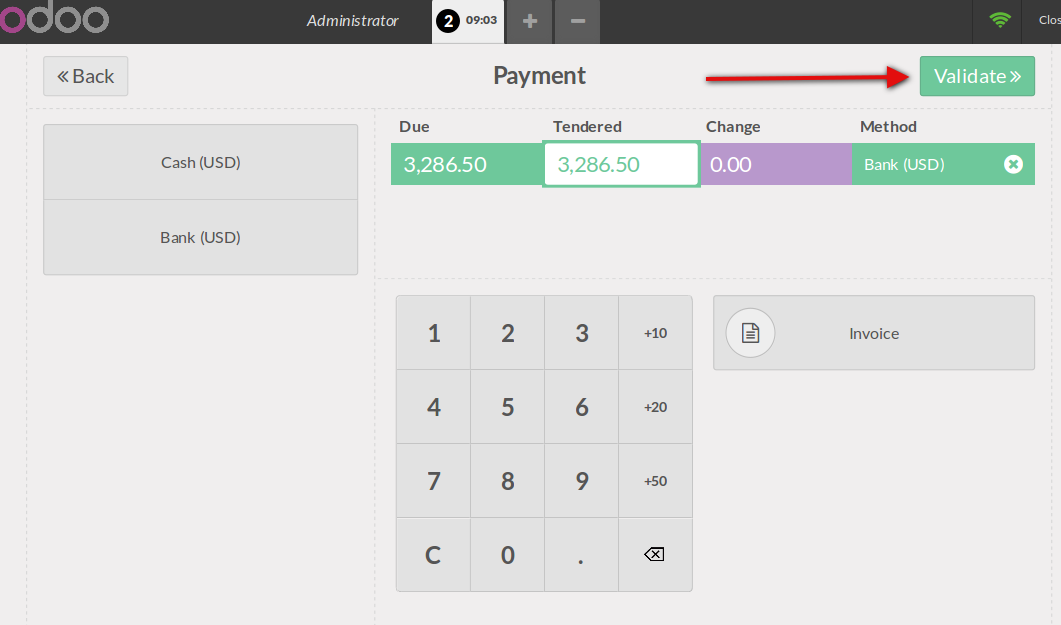 odoo
Administrator
2 09:03 + −
Clos
« Back
Payment
Validate »
Due Tendered Change Method
3,286.50 3,286.50 0.00 Bank (USD)
Cash (USD)
Bank (USD)
1 2 3 +10
4 5 6 +20
7 8 9 +50
C 0 .
Invoice